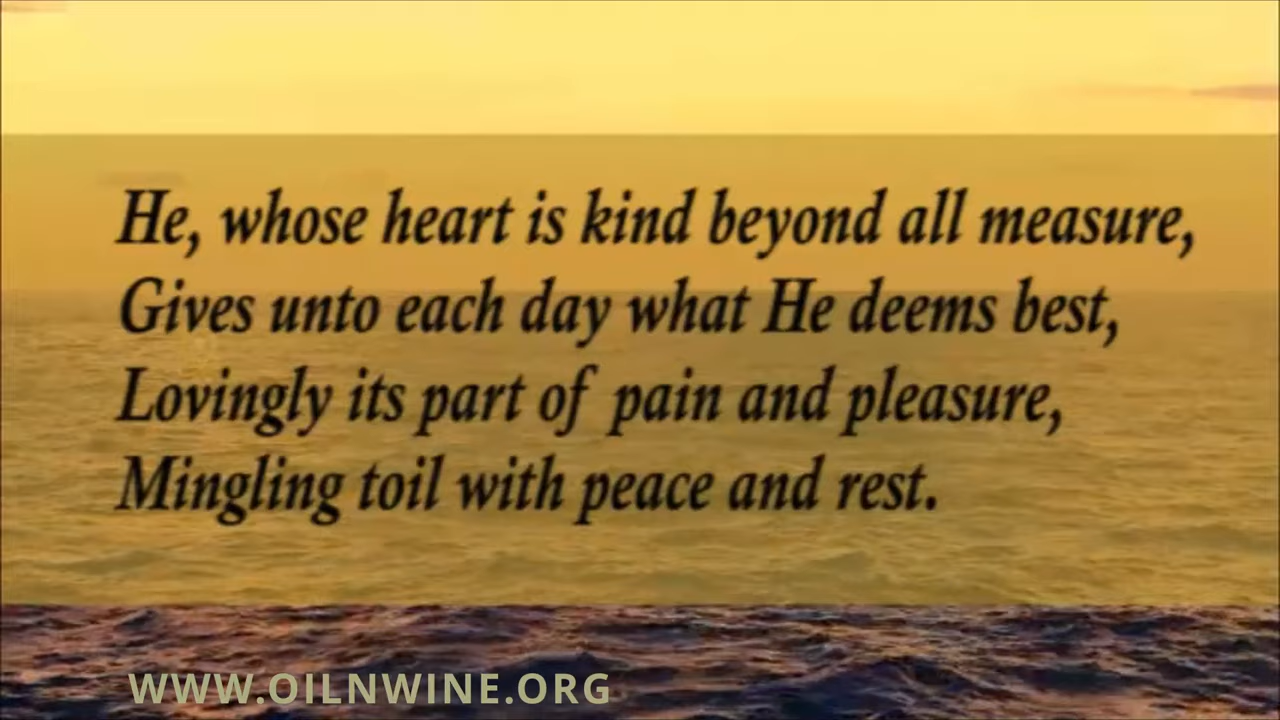 He, whose heart is kind beyond all measure,
Gives unto each day what He deems best,
Lovingly its part of pain and pleasure,
Mingling toil with peace and rest.
WWW.OILNWINE.ORG